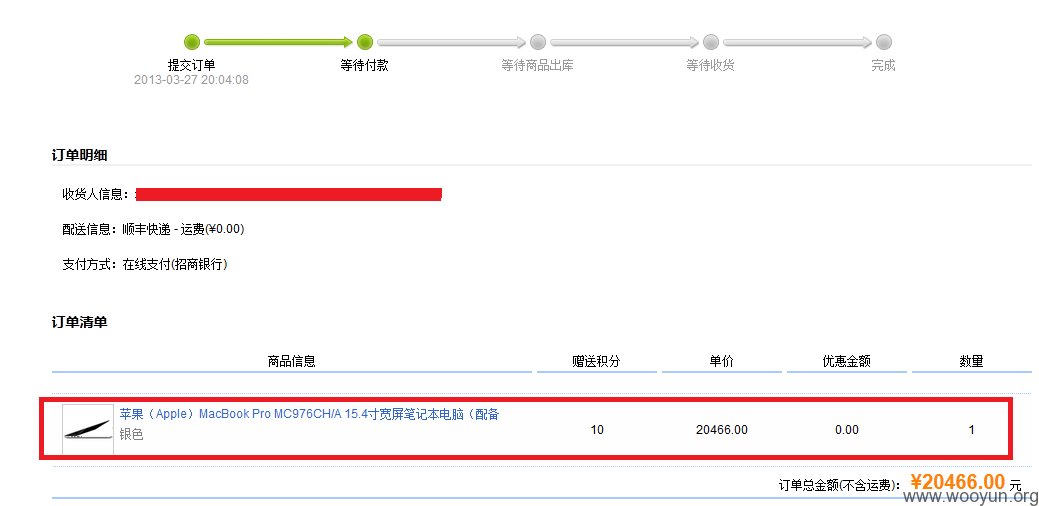 提交订单 等待付款 等待商品出库 等待收货 完成
2013-03-27 20:04:08
订单明细
收货人信息：
配送信息：顺丰快递 - 运费(¥0.00)
支付方式：在线支付(招商银行)
订单清单
商品信息 赠送积分 单价 优惠金额 数量
苹果（Apple）MacBook Pro MC976CH/A 15.4寸宽屏笔记本电脑（配备
银色 10 20466.00 0.00 1
订单总金额(不含运费)：¥20466.00 元
www.wooyun.org